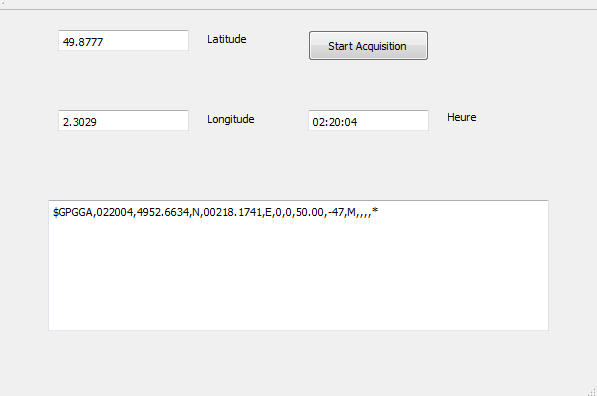 49.8777 Latitude Start Acquisition
2.3029 Longitude 02:20:04 Heure
$GPGGA,022004,4952.6634,N,00218.1741,E,0,0,50.00,-47,M,,,,*